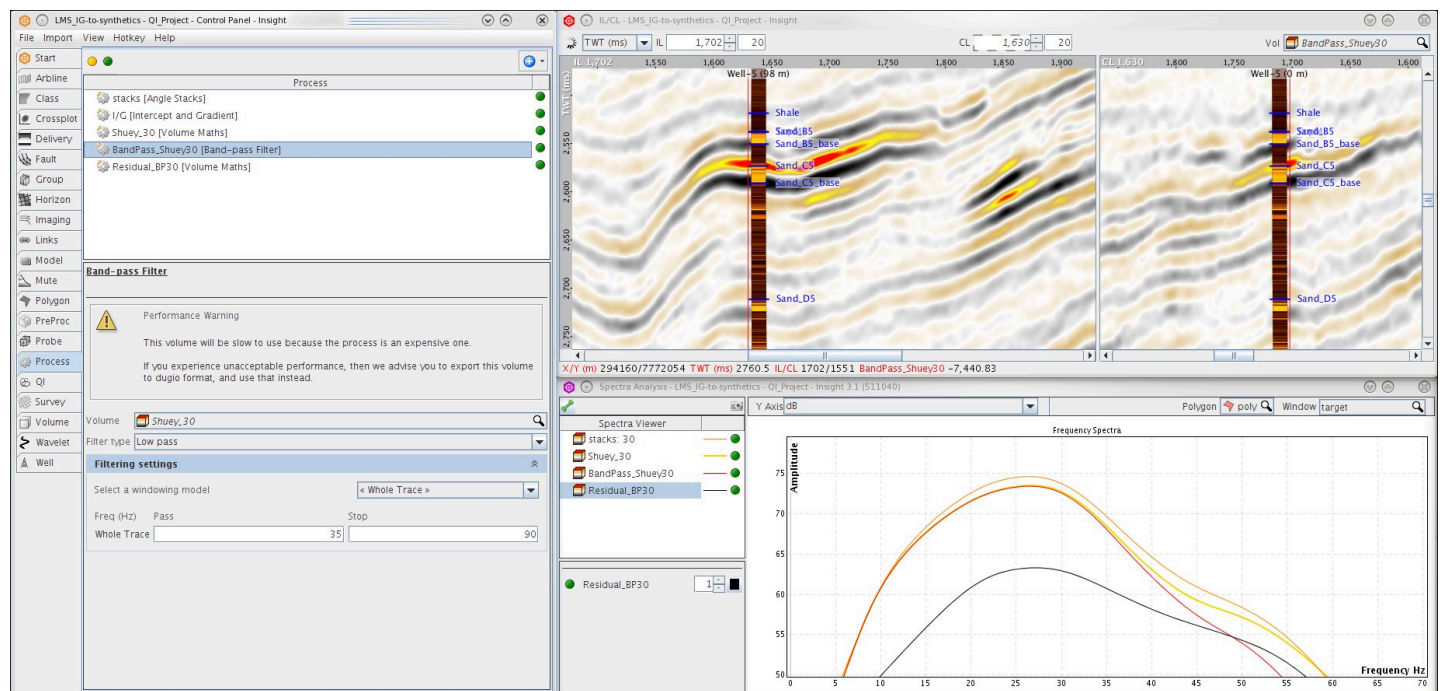 LMS_IG-to-synthetics - QI_Project - Control Panel - Insight
File Import View Hotkey Help
Start
Arbline
Class
Crossplot
Delivery
Fault
Group
Horizon
Imaging
Links
Model
Mute
Polygon
PreProc
Probe
Process
QI
Survey
Volume
Wavelet
Well
Process
stacks [Angle Stacks]
I/G [Intercept and Gradient]
Shuey_30 [Volume Maths]
BandPass_Shuey30 [Band-pass Filter]
Residual_BP30 [Volume Maths]
Band-pass Filter
Performance Warning
This volume will be slow to use because the process is an expensive one.
If you experience unacceptable performance, then we advise you to export this volume
to dugio format, and use that instead.
Volume Shuey_30
Filter type Low pass
Filtering settings
Select a windowing model « Whole Trace »
Freq (Hz) Pass Stop
Whole Trace 35 90
IL/CL - LMS_IG-to-synthetics - QI_Project - Insight
TWT (ms) IL 1,702 20 CL 1,630 20 Vol BandPass_Shuey30
IL 1,702 1,550 1,600 1,650 1,700 1,750 1,800 1,850 1,900
Well-5 (98 m)
TWT (ms)
2,550
2,600
2,650
2,700
2,750
Shale
Sand_B5
Sand_B5_base
Sand_C5
Sand_C5_base
Sand_D5
CL 1,630 1,800 1,750 1,700 1,650 1,600
Well-5 (0 m)
Shale
Sand_B5
Sand_B5_base
Sand_C5
Sand_C5_base
Sand_D5
X/Y (m) 294160/7772054 TWT (ms) 2760.5 IL/CL 1702/1551 BandPass_Shuey30 -7,440.83
Spectra Analysis - LMS_IG-to-synthetics - QI_Project - Insight 3.1 (511040)
Y Axis dB Polygon poly Window target
Spectra Viewer
stacks: 30
Shuey_30
BandPass_Shuey30
Residual_BP30
Residual_BP30 1
Frequency Spectra
Amplitude
75
70
65
60
55
50
0 5 10 15 20 25 30 35 40 45 50 55 60 65 70
Frequency Hz